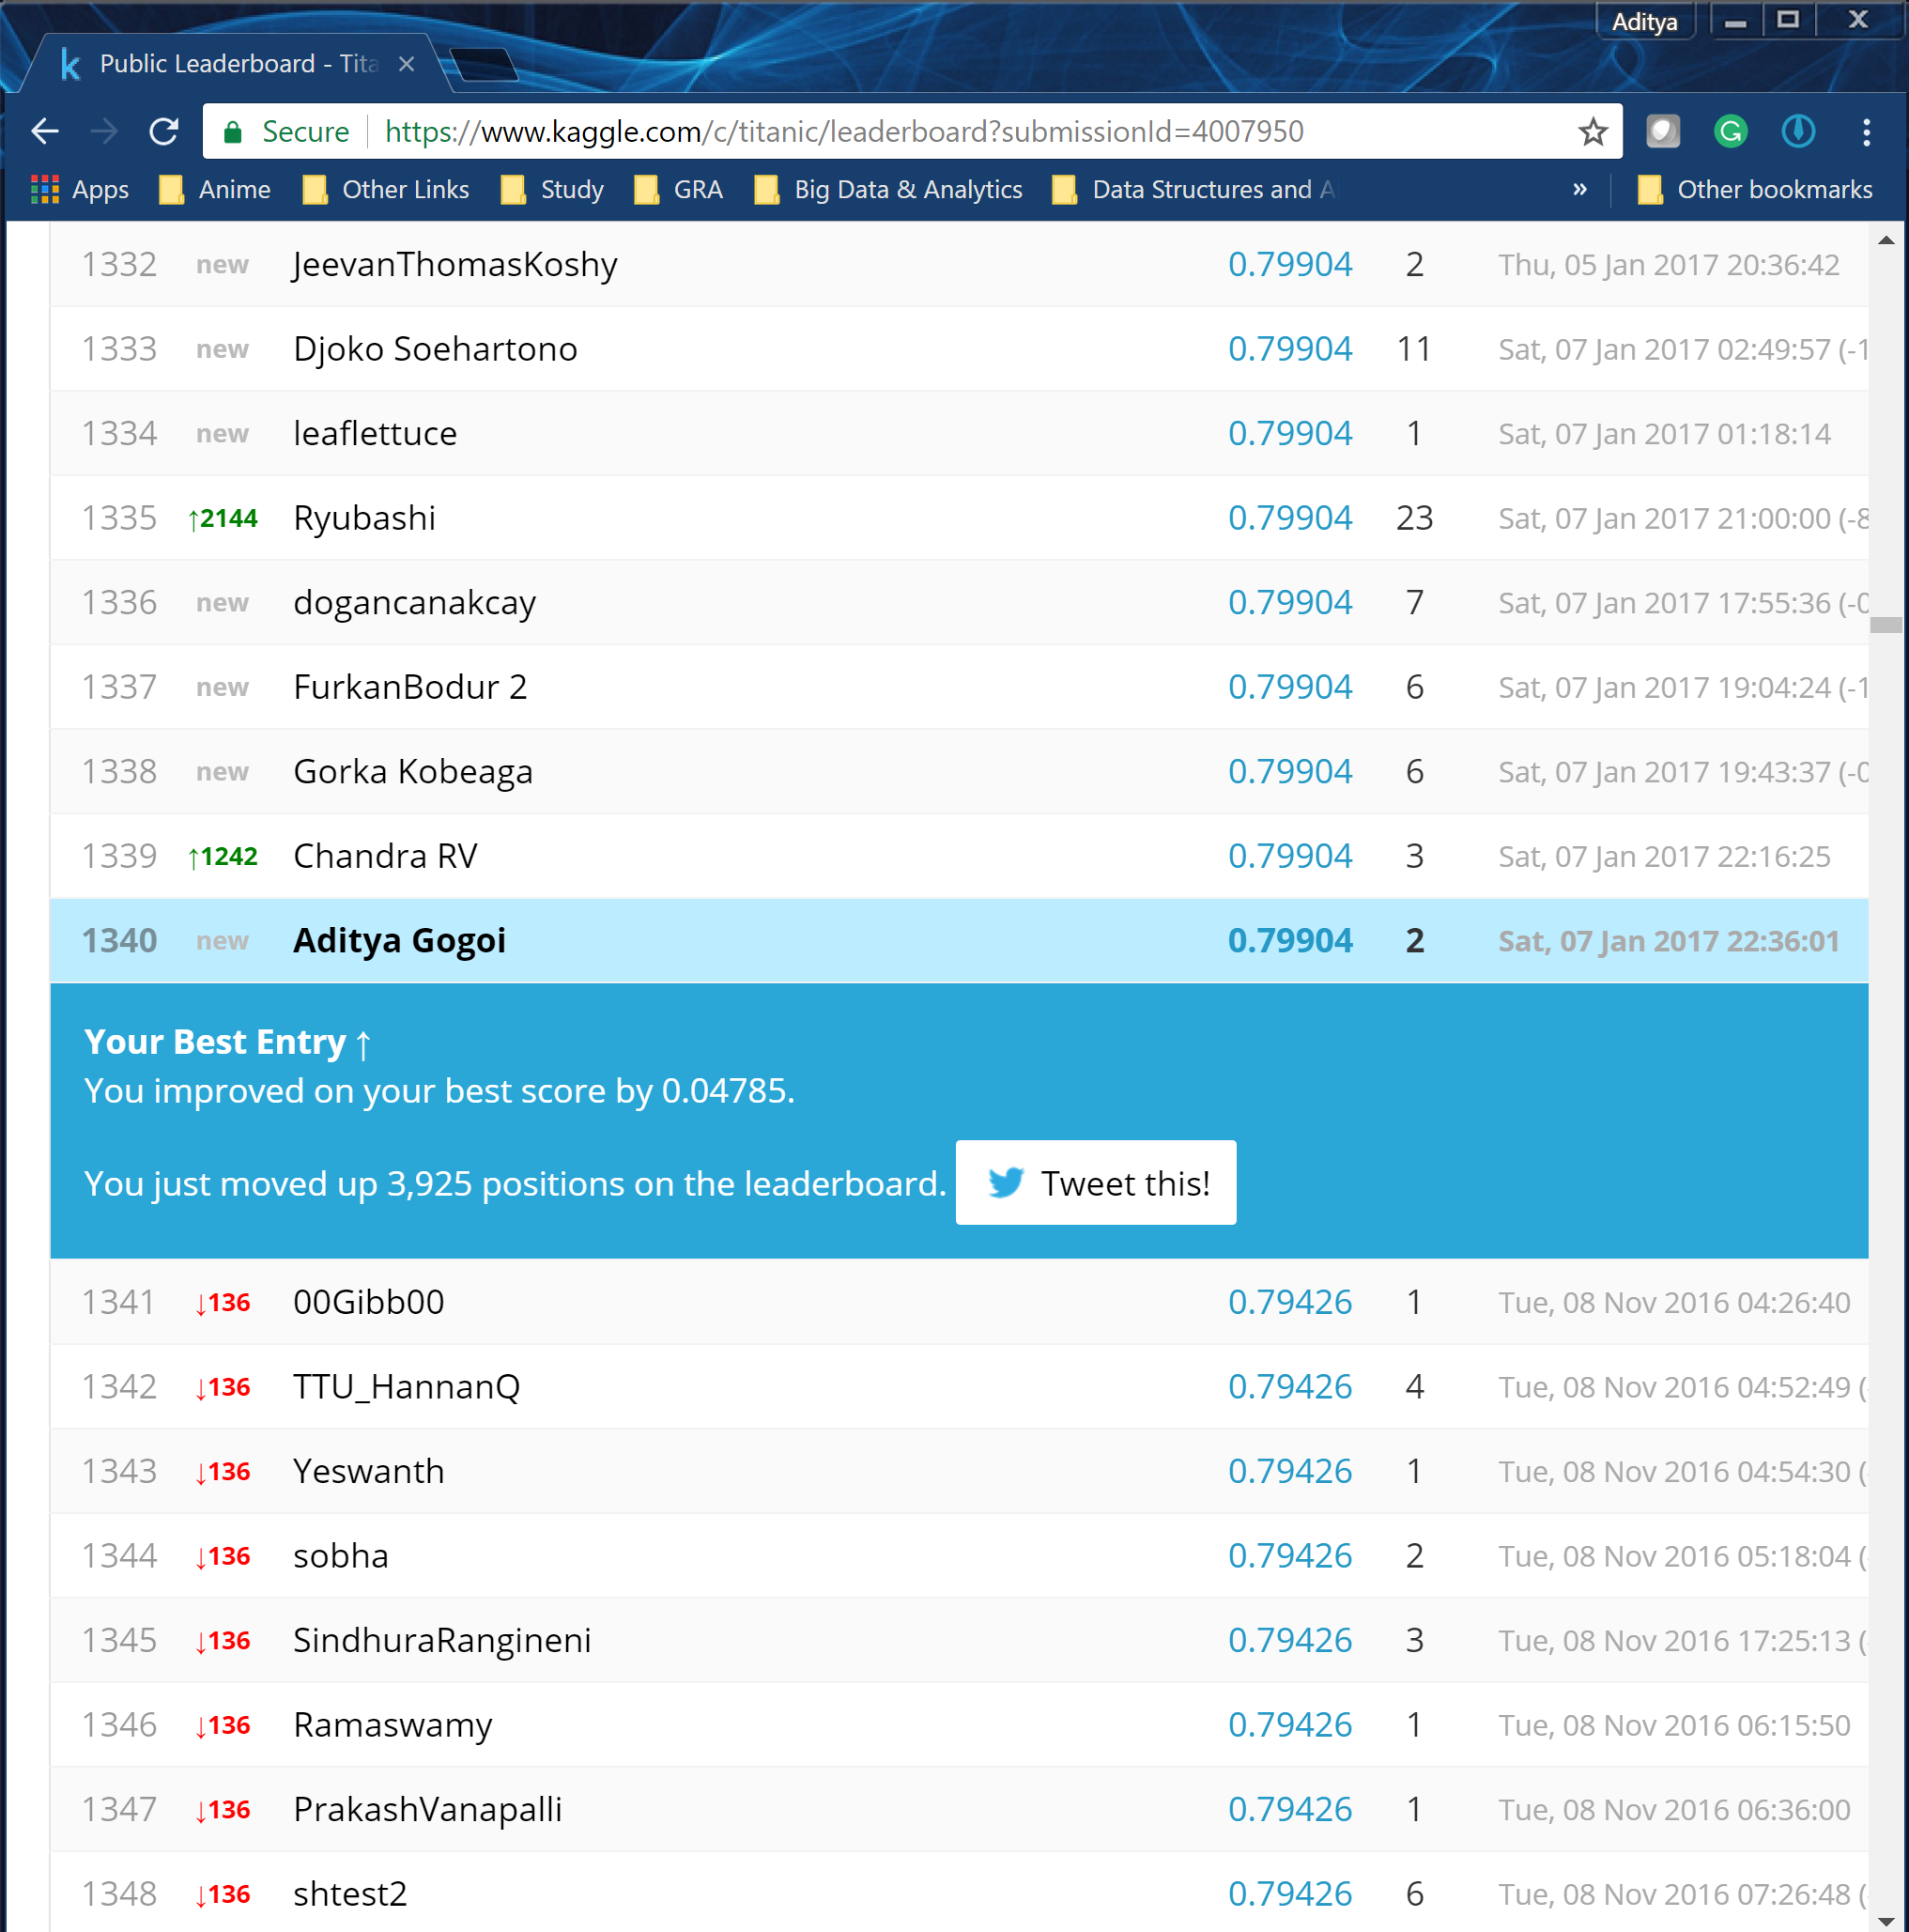 Aditya
Public Leaderboard - Tita
Secure https://www.kaggle.com/c/titanic/leaderboard?submissionId=4007950
Apps Anime Other Links Study GRA Big Data & Analytics Data Structures and A » Other bookmarks
1332 new JeevanThomasKoshy 0.79904 2 Thu, 05 Jan 2017 20:36:42
1333 new Djoko Soehartono 0.79904 11 Sat, 07 Jan 2017 02:49:57 (-1
1334 new leaflettuce 0.79904 1 Sat, 07 Jan 2017 01:18:14
1335 ↑2144 Ryubashi 0.79904 23 Sat, 07 Jan 2017 21:00:00 (-8
1336 new dogancanakcay 0.79904 7 Sat, 07 Jan 2017 17:55:36 (-0
1337 new FurkanBodur 2 0.79904 6 Sat, 07 Jan 2017 19:04:24 (-1
1338 new Gorka Kobeaga 0.79904 6 Sat, 07 Jan 2017 19:43:37 (-0
1339 ↑1242 Chandra RV 0.79904 3 Sat, 07 Jan 2017 22:16:25
1340 new Aditya Gogoi 0.79904 2 Sat, 07 Jan 2017 22:36:01
Your Best Entry ↑
You improved on your best score by 0.04785.
You just moved up 3,925 positions on the leaderboard. Tweet this!
1341 ↓136 00Gibb00 0.79426 1 Tue, 08 Nov 2016 04:26:40
1342 ↓136 TTU_HannanQ 0.79426 4 Tue, 08 Nov 2016 04:52:49 (
1343 ↓136 Yeswanth 0.79426 1 Tue, 08 Nov 2016 04:54:30 (
1344 ↓136 sobha 0.79426 2 Tue, 08 Nov 2016 05:18:04 (
1345 ↓136 SindhuraRangineni 0.79426 3 Tue, 08 Nov 2016 17:25:13 (
1346 ↓136 Ramaswamy 0.79426 1 Tue, 08 Nov 2016 06:15:50
1347 ↓136 PrakashVanapalli 0.79426 1 Tue, 08 Nov 2016 06:36:00
1348 ↓136 shtest2 0.79426 6 Tue, 08 Nov 2016 07:26:48 (